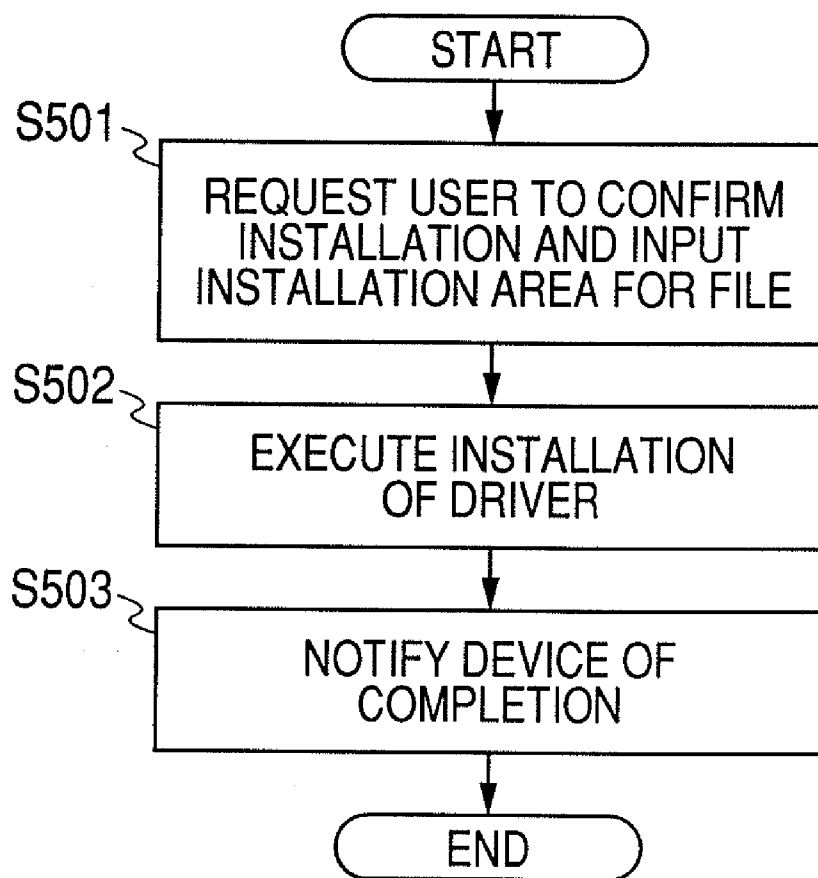 START
S501
REQUEST USER TO CONFIRM
INSTALLATION AND INPUT
INSTALLATION AREA FOR FILE
S502
EXECUTE INSTALLATION
OF DRIVER
S503
NOTIFY DEVICE OF
COMPLETION
END